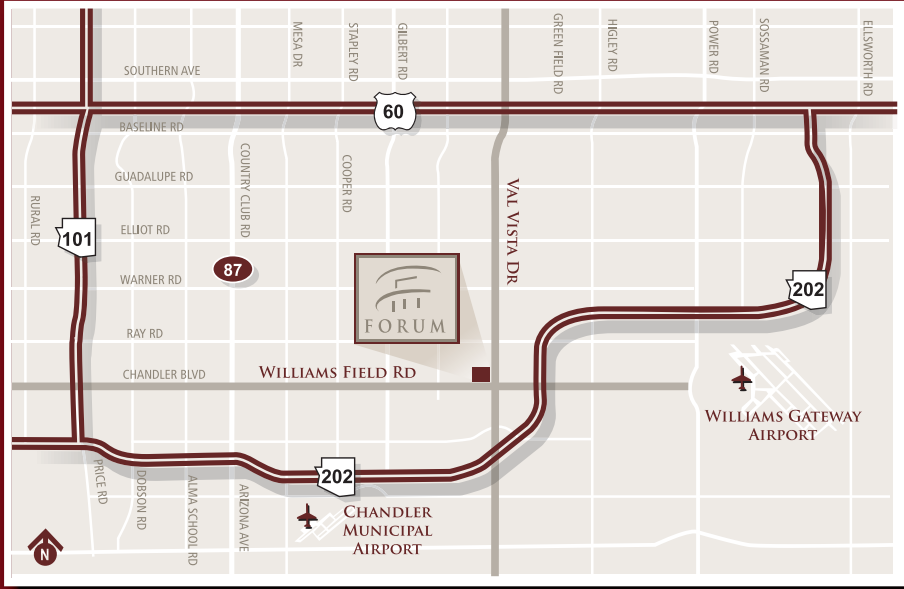 MESA DR
STAPLEY RD
GILBERT RD
GREEN FIELD RD
HIGLEY RD
POWER RD
SOSSAMAN RD
ELLSWORTH RD
SOUTHERN AVE
60
BASELINE RD
COUNTRY CLUB RD
COOPER RD
GUADALUPE RD
VAL VISTA DR
RURAL RD
101
ELLIOT RD
87
WARNER RD
202
FORUM
RAY RD
CHANDLER BLVD
WILLIAMS FIELD RD
WILLIAMS GATEWAY
AIRPORT
PRICE RD
DOBSON RD
ALMA SCHOOL RD
ARIZONA AVE
202
CHANDLER
MUNICIPAL
AIRPORT
N